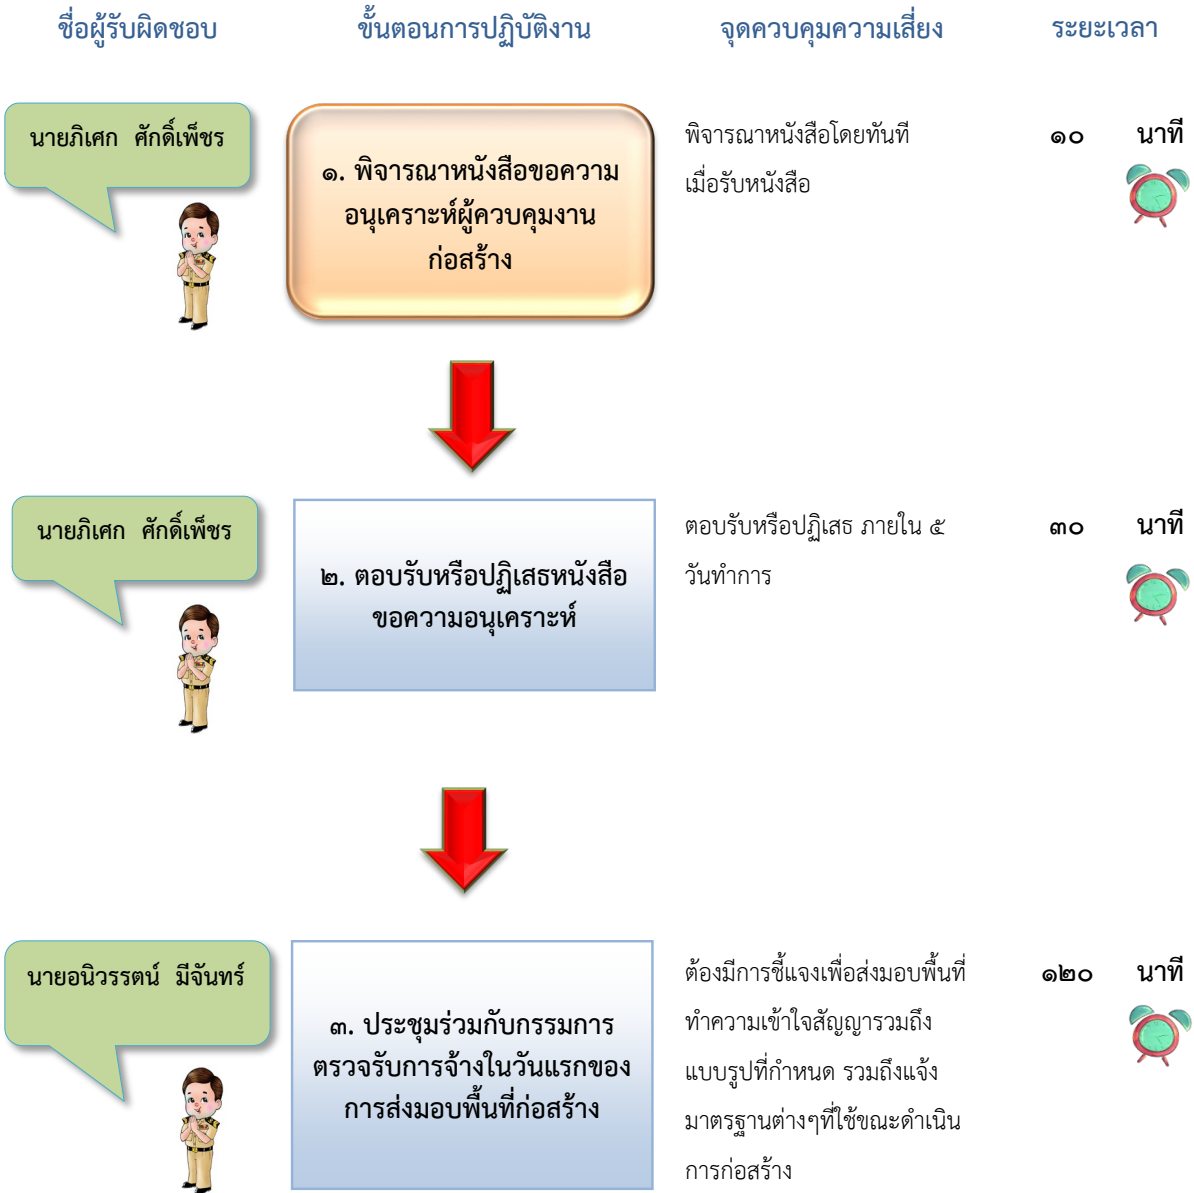 ชื่อผู้รับผิดชอบ ขั้นตอนการปฏิบัติงาน จุดควบคุมความเสี่ยง ระยะเวลา
นายภิเศก ศักดิ์เพ็ชร
๑. พิจารณาหนังสือขอความ
อนุเคราะห์ผู้ควบคุมงาน
ก่อสร้าง
พิจารณาหนังสือโดยทันที
เมื่อรับหนังสือ
๑๐ นาที
นายภิเศก ศักดิ์เพ็ชร
๒. ตอบรับหรือปฏิเสธหนังสือ
ขอความอนุเคราะห์
ตอบรับหรือปฏิเสธ ภายใน ๕
วันทำการ
๓๐ นาที
นายอนิวรรตน์ มีจันทร์
๓. ประชุมร่วมกับกรรมการ
ตรวจรับการจ้างในวันแรกของ
การส่งมอบพื้นที่ก่อสร้าง
ต้องมีการชี้แจงเพื่อส่งมอบพื้นที่
ทำความเข้าใจสัญญารวมถึง
แบบรูปที่กำหนด รวมถึงแจ้ง
มาตรฐานต่างๆที่ใช้ขณะดำเนิน
การก่อสร้าง
๑๒๐ นาที